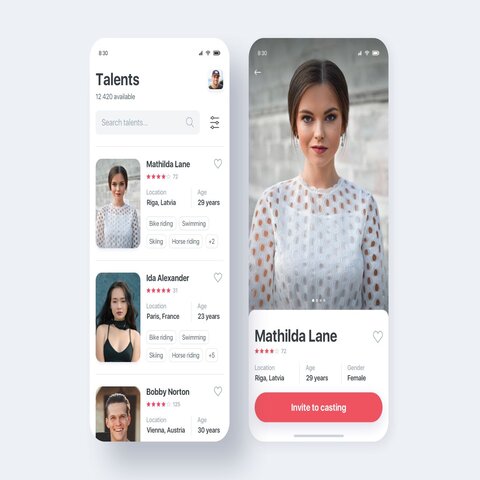 8:30
Talents
12 420 available
Search talents...
Mathilda Lane
72
Location
Age
Riga, Latvia
29 years
Bike riding
Swimming
Skiing
Horse riding
+2
Ida Alexander
31
Location
Age
Paris, France
23 years
Bike riding
Swimming
Skiing
Horse riding
+5
Bobby Norton
125
Location
Age
Vienna, Austria
30 years
8:30
Mathilda Lane
72
Location
Age
Gender
Riga, Latvia
29 years
Female
Invite to casting